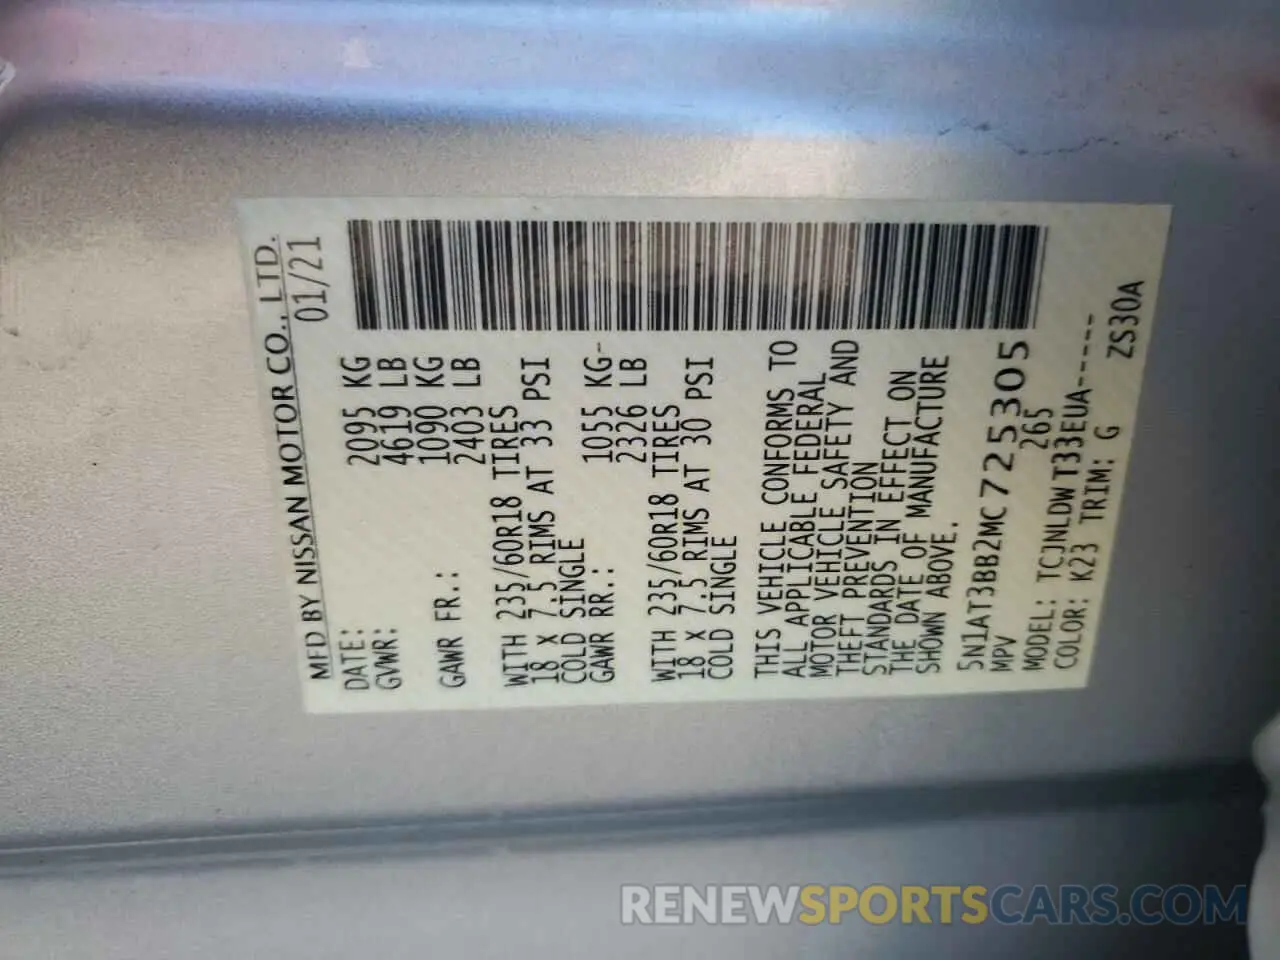 MFD BY NISSAN MOTOR CO., LTD.
DATE: 01/21
GVWR: 2095 KG
4619 LB
GAWR FR.: 1090 KG
2403 LB
WITH 235/60R18 TIRES
18 X 7.5 RIMS AT 33 PSI
COLD SINGLE
GAWR RR.: 1055 KG-
2326 LB
WITH 235/60R18 TIRES
18 X 7.5 RIMS AT 30 PSI
COLD SINGLE
THIS VEHICLE CONFORMS TO
ALL APPLICABLE FEDERAL
MOTOR VEHICLE SAFETY AND
THEFT PREVENTION
STANDARDS IN EFFECT ON
THE DATE OF MANUFACTURE
SHOWN ABOVE.
5N1AT3BB2MC725305
MPV 265
MODEL: TCJNLDWT33EUA-----
COLOR: K23 TRIM: G ZS30A
RENEWSPORTSCARS.COM